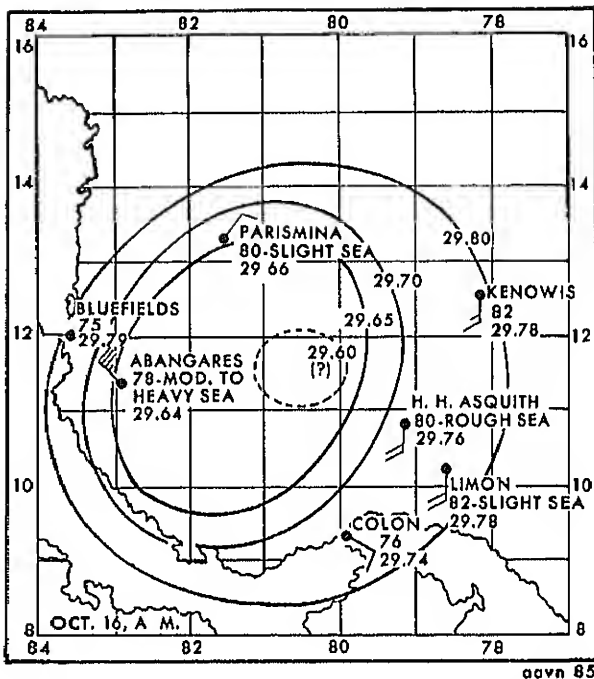 84
82
80
78
16
16
14
14
PARISMINA
80-SLIGHT SEA
29.66
29.80
29.70
KENOWIS
82
29.78
BLUEFIELDS
75
29.79
29.65
12
12
29.60
(?)
ABANGARES
78-MOD. TO
HEAVY SEA
29.64
H. H. ASQUITH
80-ROUGH SEA
29.76
10
10
LIMON
82-SLIGHT SEA
29.78
COLON
76
29.74
OCT. 16, A M.
8
8
84
82
80
78
aavn 85